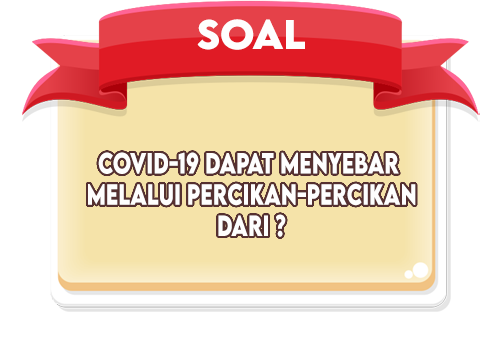 SOAL
COVID-19 DAPAT MENYEBAR
MELALUI PERCIKAN-PERCIKAN
DARI ?